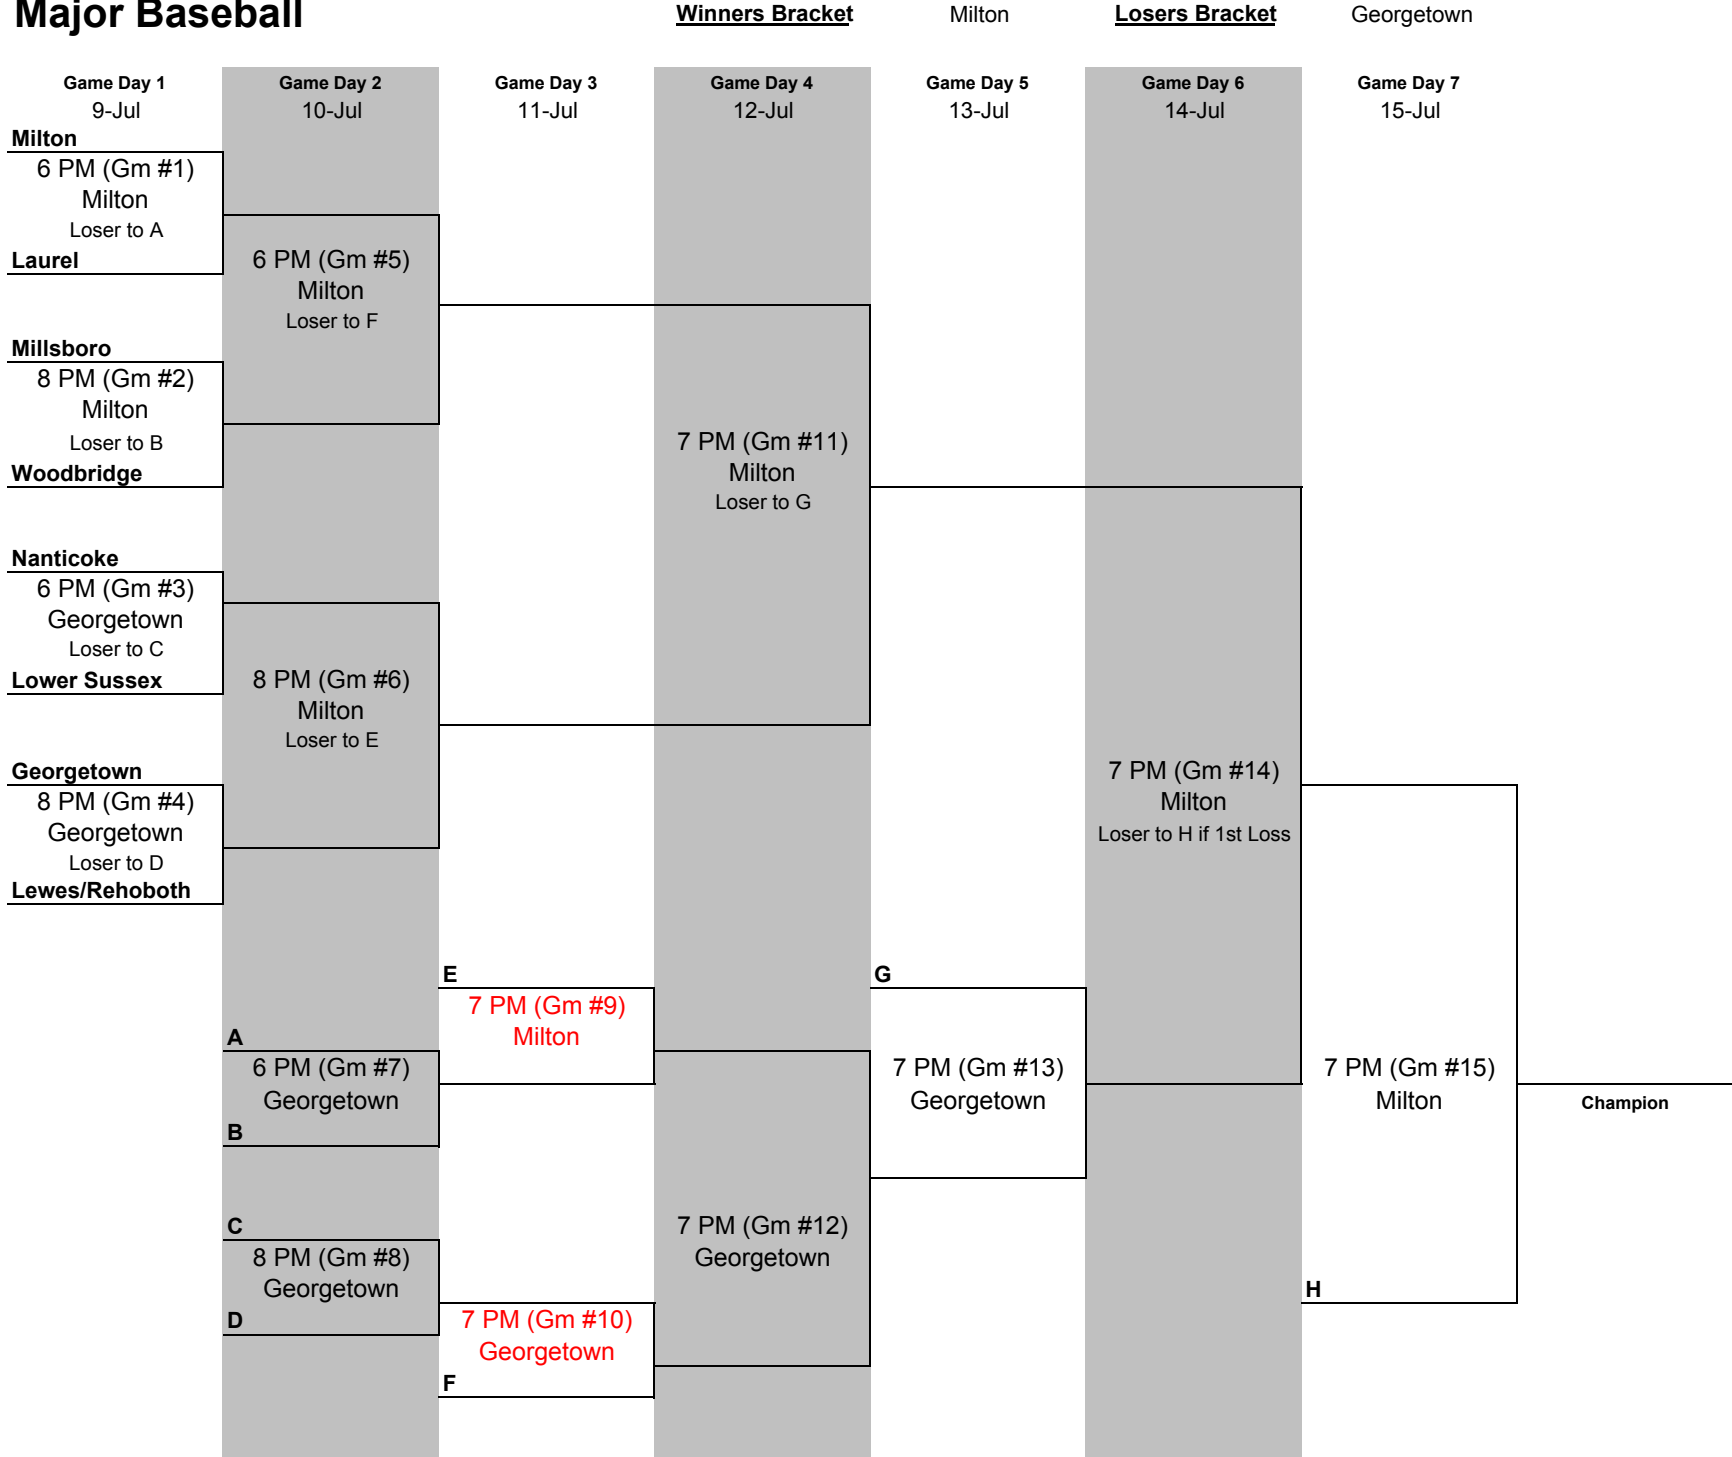 Major Baseball
Winners Bracket Milton Losers Bracket Georgetown
Game Day 1 Game Day 2 Game Day 3 Game Day 4 Game Day 5 Game Day 6 Game Day 7
9-Jul 10-Jul 11-Jul 12-Jul 13-Jul 14-Jul 15-Jul
Milton
6 PM (Gm #1)
Milton
Loser to A
Laurel
6 PM (Gm #5)
Milton
Loser to F
Millsboro
8 PM (Gm #2)
Milton
Loser to B
Woodbridge
7 PM (Gm #11)
Milton
Loser to G
Nanticoke
6 PM (Gm #3)
Georgetown
Loser to C
Lower Sussex
8 PM (Gm #6)
Milton
Loser to E
Georgetown
8 PM (Gm #4)
Georgetown
Loser to D
Lewes/Rehoboth
7 PM (Gm #14)
Milton
Loser to H if 1st Loss
E
7 PM (Gm #9)
Milton
G
A
6 PM (Gm #7)
Georgetown
B
7 PM (Gm #13)
Georgetown
7 PM (Gm #15)
Milton
Champion
C
8 PM (Gm #8)
Georgetown
D
7 PM (Gm #12)
Georgetown
7 PM (Gm #10)
Georgetown
F
H